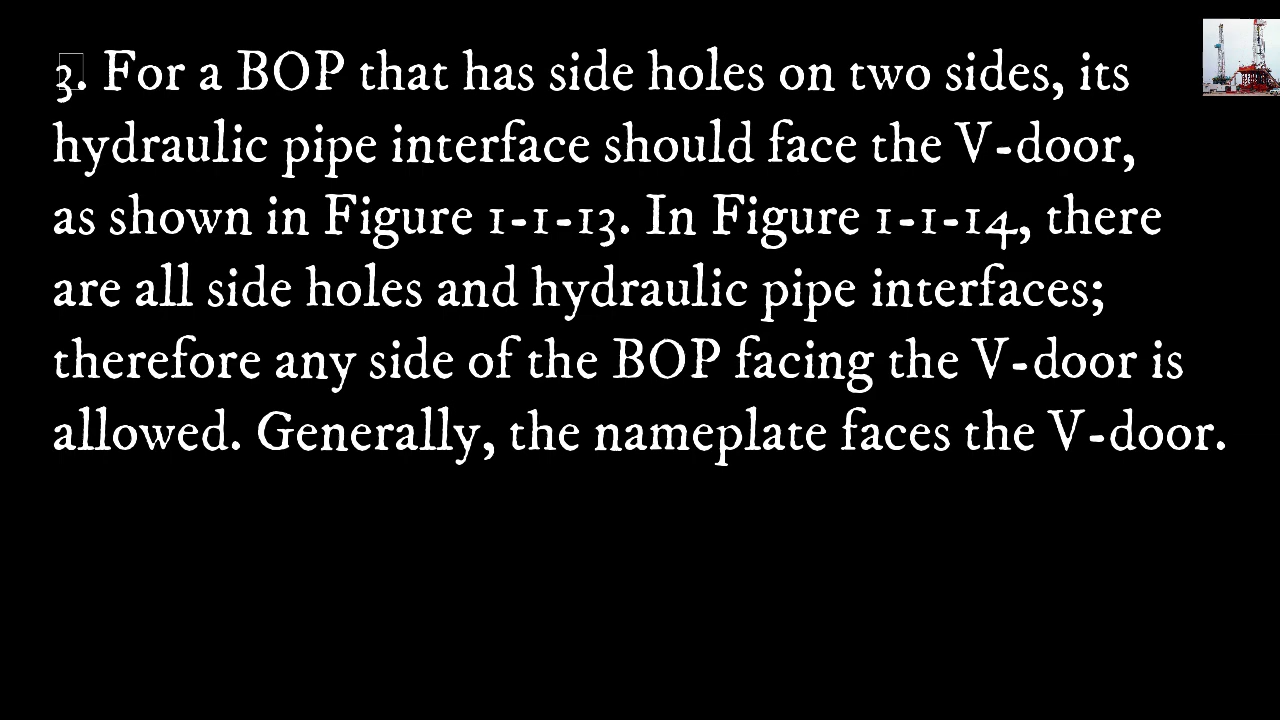 3. For a BOP that has side holes on two sides, its
hydraulic pipe interface should face the V-door,
as shown in Figure 1-1-13. In Figure 1-1-14, there
are all side holes and hydraulic pipe interfaces;
therefore any side of the BOP facing the V-door is
allowed. Generally, the nameplate faces the V-door.